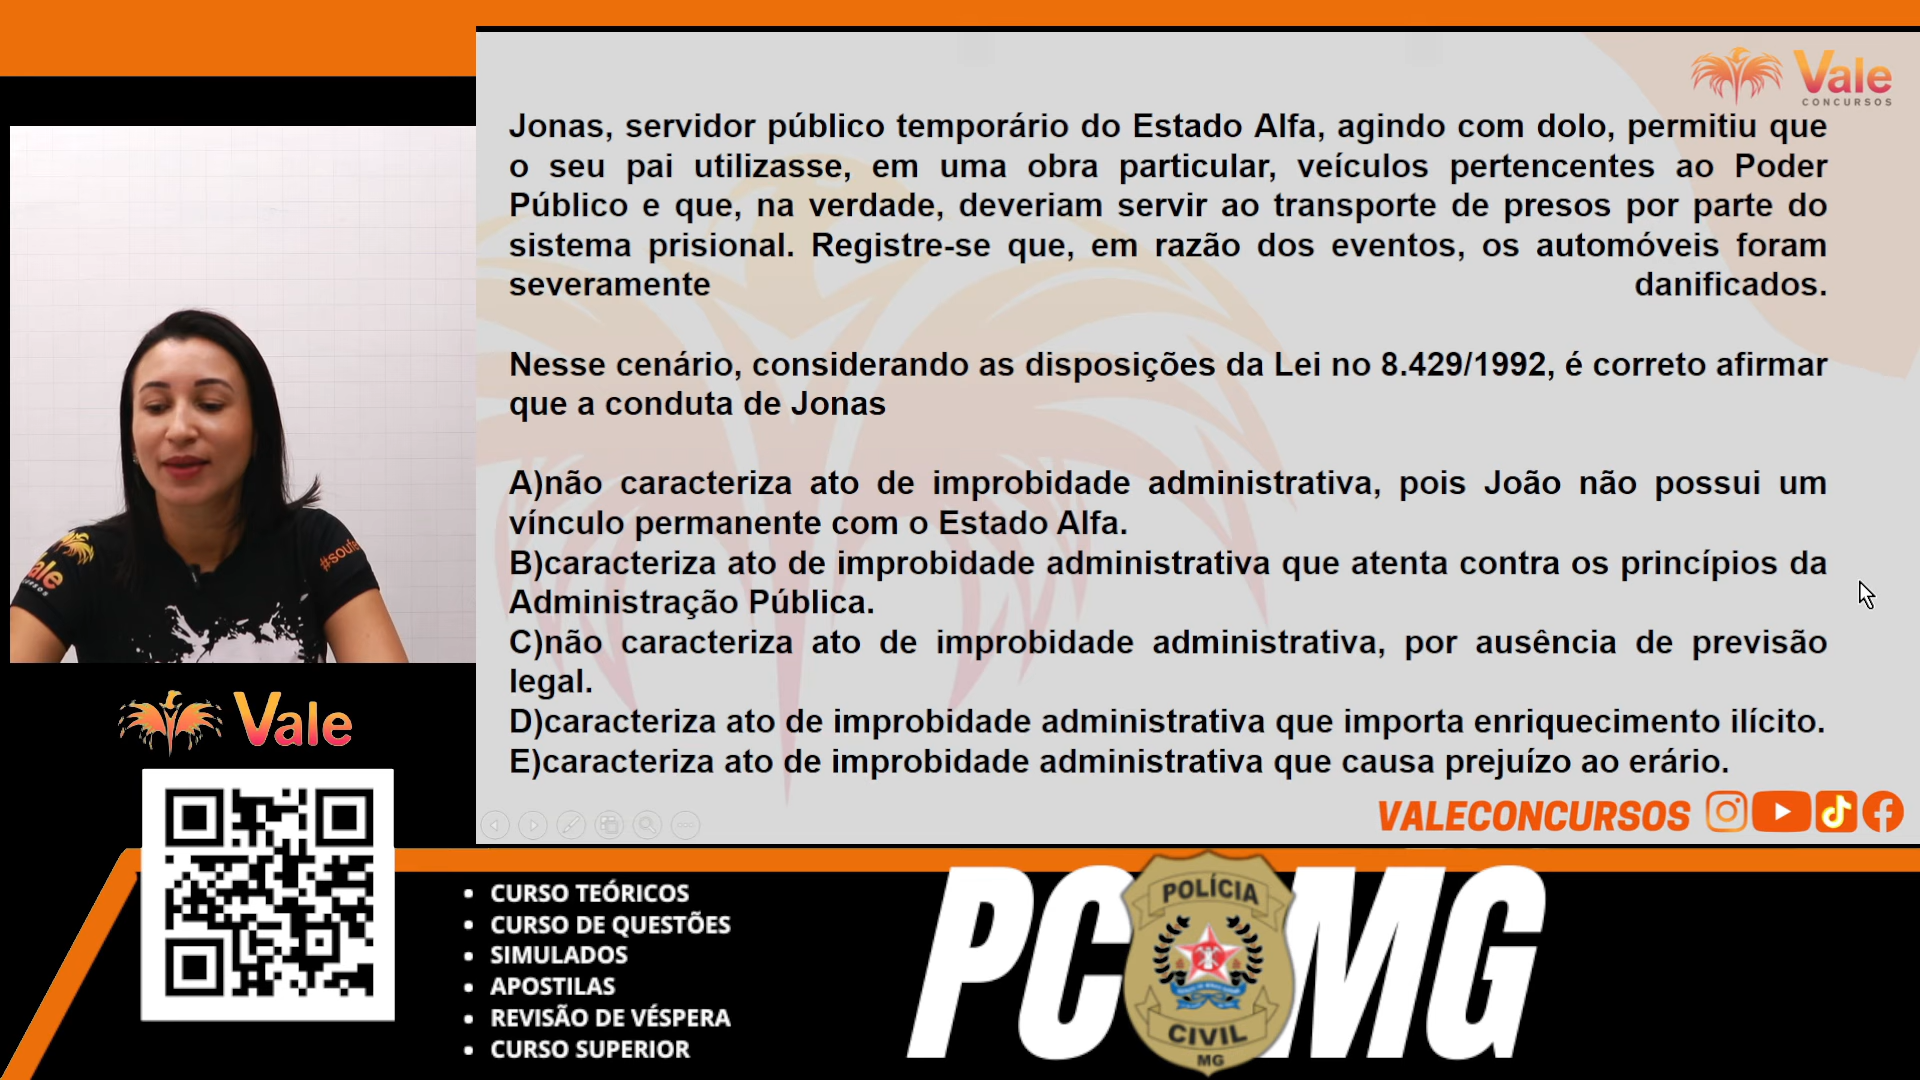 Vale
CONCURSOS
Jonas, servidor público temporário do Estado Alfa, agindo com dolo, permitiu que
o seu pai utilizasse, em uma obra particular, veículos pertencentes ao Poder
Público e que, na verdade, deveriam servir ao transporte de presos por parte do
sistema prisional. Registre-se que, em razão dos eventos, os automóveis foram
severamente danificados.
Nesse cenário, considerando as disposições da Lei no 8.429/1992, é correto afirmar
que a conduta de Jonas
A)não caracteriza ato de improbidade administrativa, pois João não possui um
vínculo permanente com o Estado Alfa.
B)caracteriza ato de improbidade administrativa que atenta contra os princípios da
Administração Pública.
C)não caracteriza ato de improbidade administrativa, por ausência de previsão
legal.
D)caracteriza ato de improbidade administrativa que importa enriquecimento ilícito.
E)caracteriza ato de improbidade administrativa que causa prejuízo ao erário.
VALECONCURSOS
Vale
• CURSO TEÓRICOS
• CURSO DE QUESTÕES
• SIMULADOS
• APOSTILAS
• REVISÃO DE VÉSPERA
• CURSO SUPERIOR
PC MG
POLÍCIA
CIVIL
MG